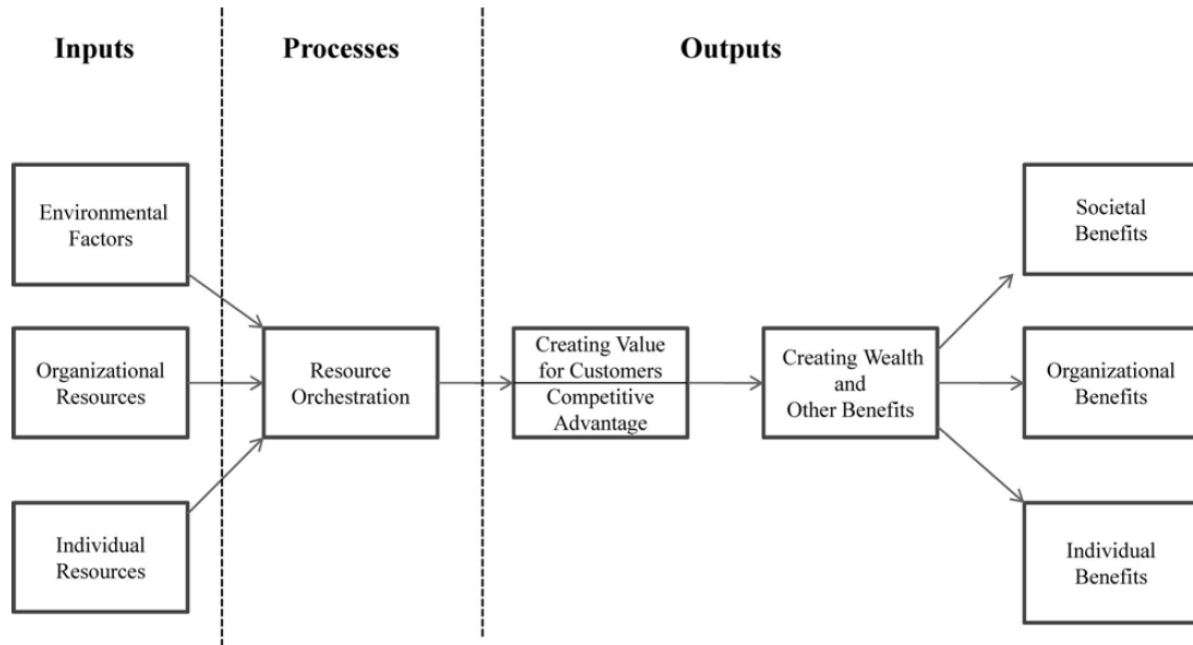 Inputs
Processes
Outputs
Environmental
Factors
Organizational
Resources
Individual
Resources
Resource
Orchestration
Creating Value
for Customers
Competitive
Advantage
Creating Wealth
and
Other Benefits
Societal
Benefits
Organizational
Benefits
Individual
Benefits